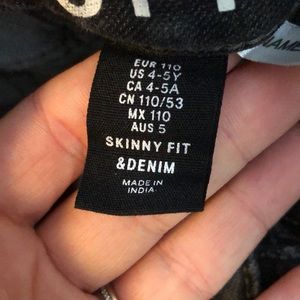 EUR 110
US 4-5Y
CA 4-5A
CN 110/53
MX 110
AUS 5
SKINNY FIT
&DENIM
MADE IN
INDIA